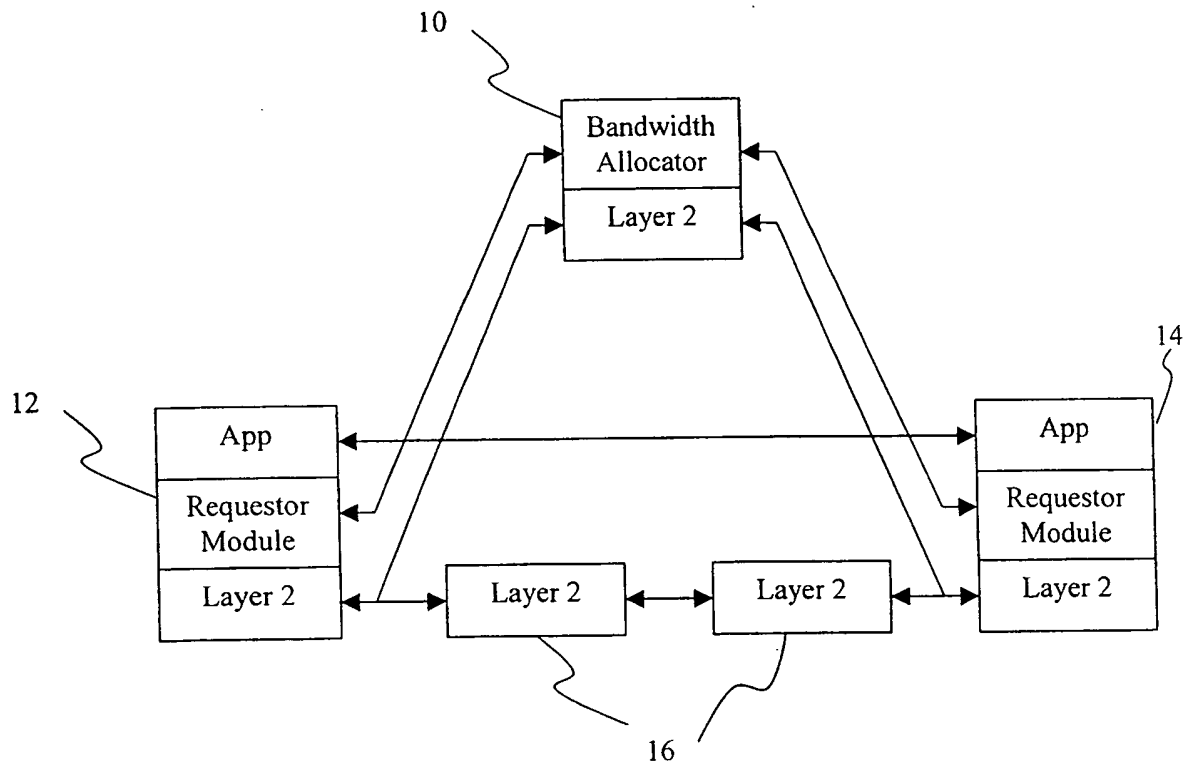 10
Bandwidth
Allocator
Layer 2
14
12
App
App
Requestor
Module
Requestor
Module
Layer 2
Layer 2
Layer 2
Layer 2
16